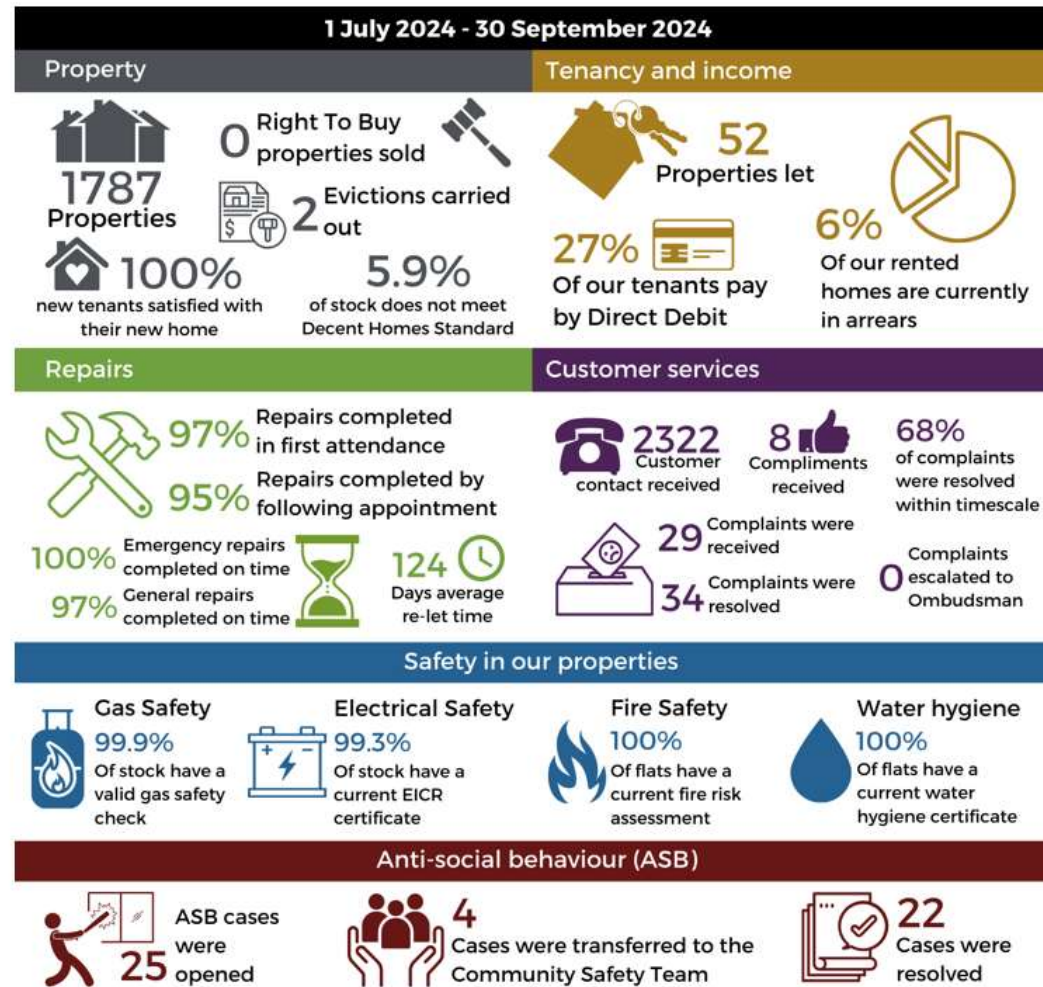 1 July 2024 - 30 September 2024
Property
1787
Properties
0
Right To Buy
properties sold
2
Evictions carried
out
100%
new tenants satisfied with
their new home
5.9%
of stock does not meet
Decent Homes Standard
Tenancy and income
52
Properties let
27%
Of our tenants pay
by Direct Debit
6%
Of our rented
homes are currently
in arrears
Repairs
97%
Repairs completed
in first attendance
95%
Repairs completed by
following appointment
100%
Emergency repairs
completed on time
97%
General repairs
completed on time
124
Days average
re-let time
Customer services
2322
Customer
contact received
8
Compliments
received
68%
of complaints
were resolved
within timescale
29
Complaints were
received
34
Complaints were
resolved
0
Complaints
escalated to
Ombudsman
Safety in our properties
Gas Safety
99.9%
Of stock have a
valid gas safety
check
Electrical Safety
99.3%
Of stock have a
current EICR
certificate
Fire Safety
100%
Of flats have a
current fire risk
assessment
Water hygiene
100%
Of flats have a
current water
hygiene certificate
Anti-social behaviour (ASB)
25
ASB cases
were
opened
4
Cases were transferred to the
Community Safety Team
22
Cases were
resolved